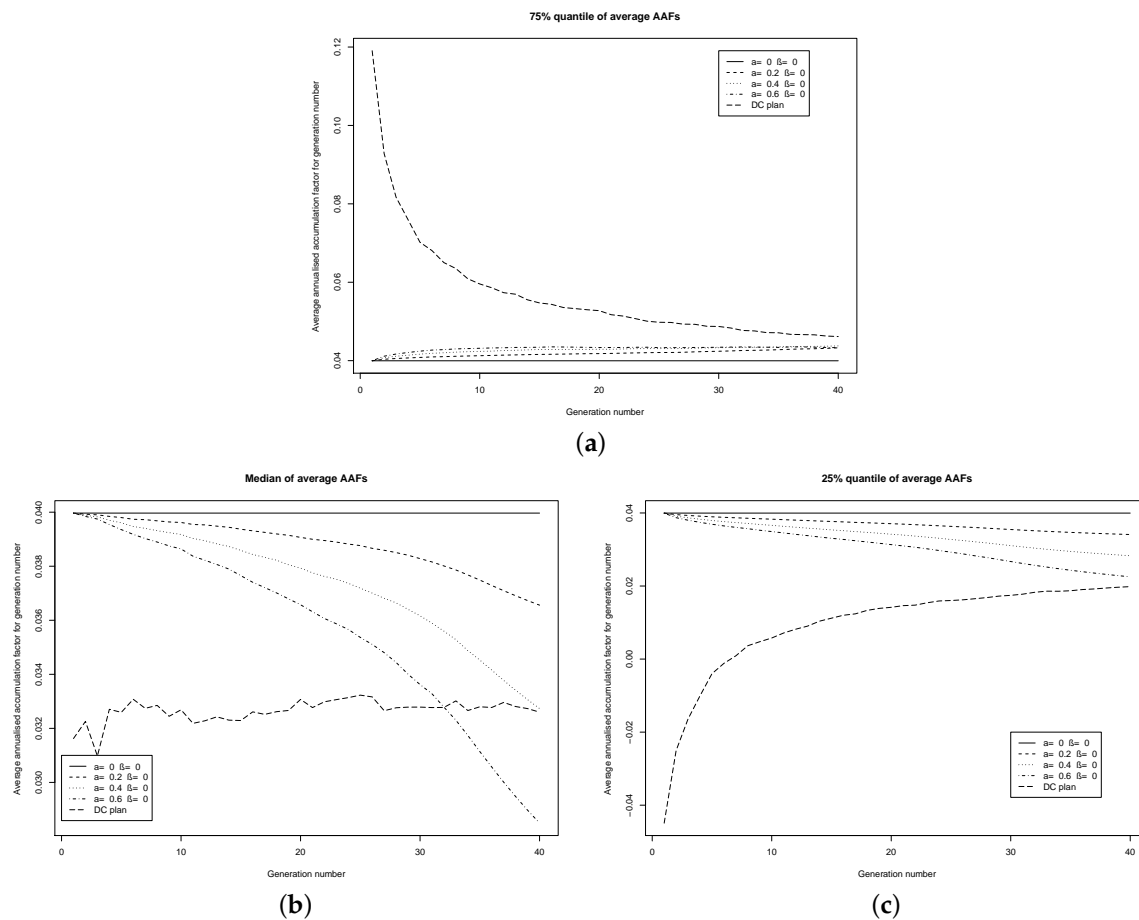 75% quantile of average AAFs
Average annualised accumulation factor for generation number
0.12
0.10
0.08
0.06
0.04
a= 0 ß= 0
a= 0.2 ß= 0
a= 0.4 ß= 0
a= 0.6 ß= 0
DC plan
0 10 20 30 40
Generation number
(a)
Median of average AAFs
Average annualised accumulation factor for generation number
0.040
0.038
0.036
0.034
0.032
0.030
a= 0 ß= 0
a= 0.2 ß= 0
a= 0.4 ß= 0
a= 0.6 ß= 0
DC plan
0 10 20 30 40
Generation number
(b)
25% quantile of average AAFs
Average annualised accumulation factor for generation number
0.04
0.02
0.00
−0.02
−0.04
a= 0 ß= 0
a= 0.2 ß= 0
a= 0.4 ß= 0
a= 0.6 ß= 0
DC plan
0 10 20 30 40
Generation number
(c)